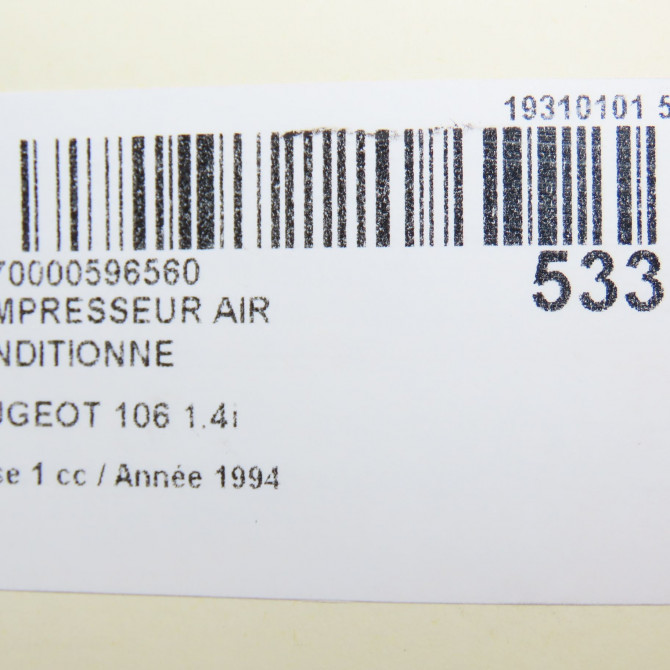 19310101 5
70000596560
533
MPRESSEUR AIR
NDITIONNE
UGEOT 106 1.4i
se 1 cc / Année 1994